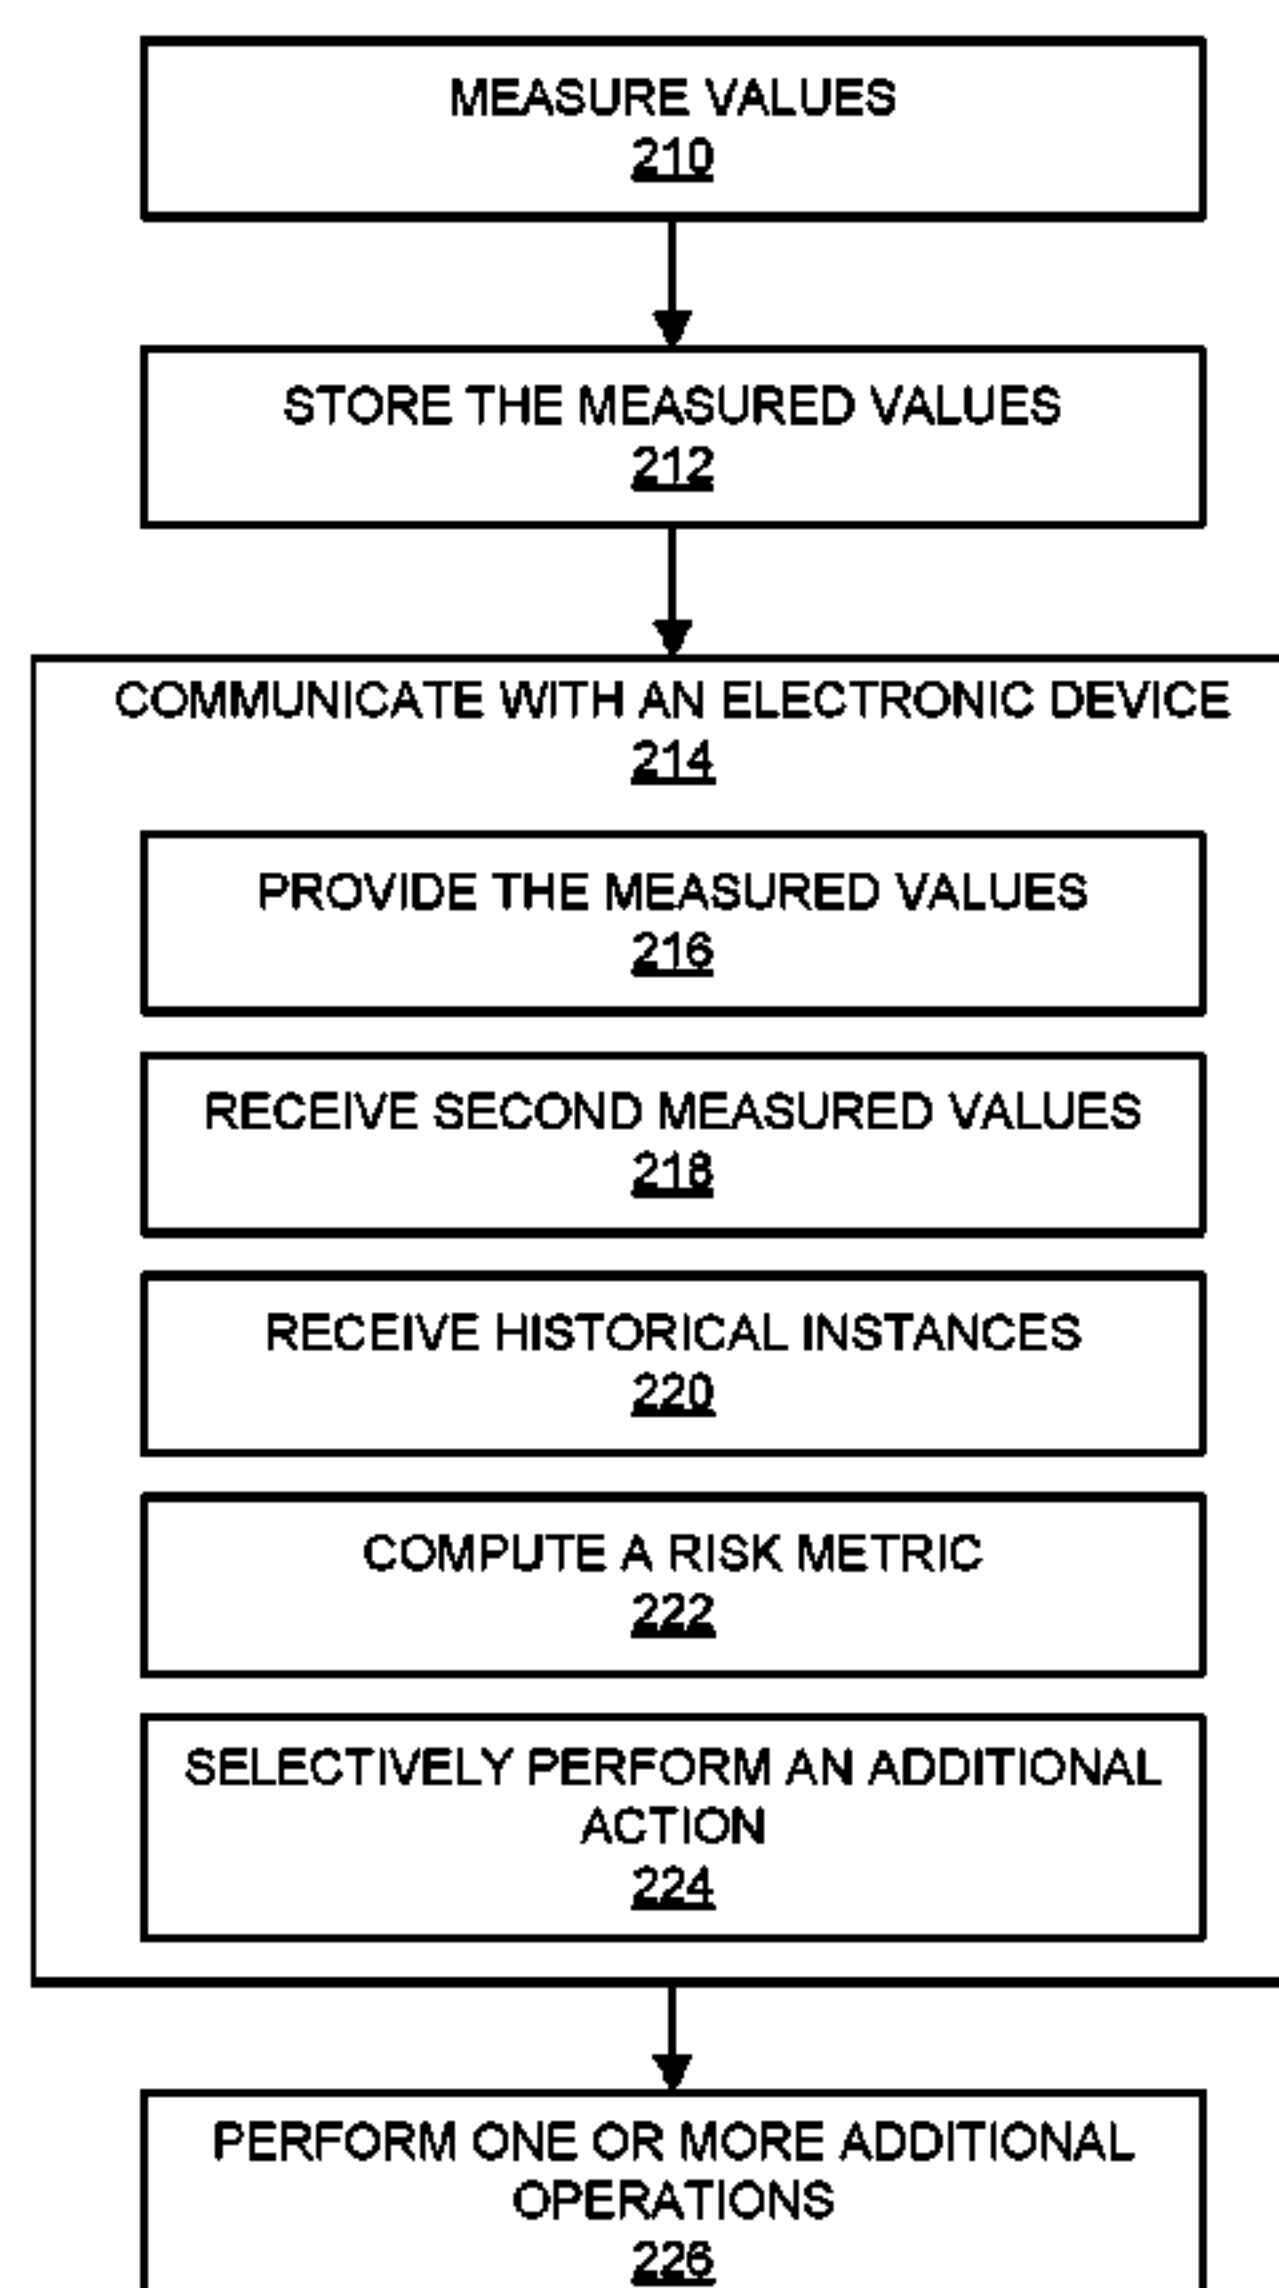 MEASURE VALUES
210
STORE THE MEASURED VALUES
212
COMMUNICATE WITH AN ELECTRONIC DEVICE
214
PROVIDE THE MEASURED VALUES
216
RECEIVE SECOND MEASURED VALUES
218
RECEIVE HISTORICAL INSTANCES
220
COMPUTE A RISK METRIC
222
SELECTIVELY PERFORM AN ADDITIONAL
ACTION
224
PERFORM ONE OR MORE ADDITIONAL
OPERATIONS
226